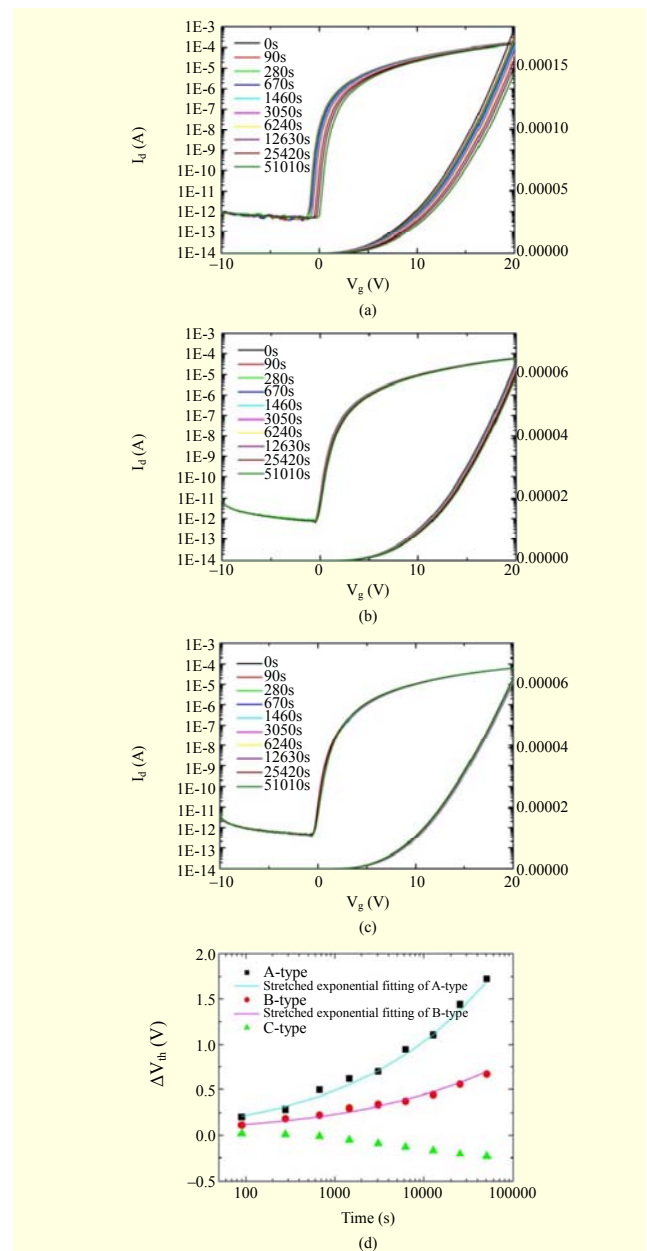 1E-3
1E-4
1E-5
1E-6
1E-7
1E-8
1E-9
1E-10
1E-11
1E-12
1E-13
1E-14
I_d (A)
0s
90s
280s
670s
1460s
3050s
6240s
12630s
25420s
51010s
0.00015
0.00010
0.00005
0.00000
–10 0 10 20
V_g (V)
(a)
1E-3
1E-4
1E-5
1E-6
1E-7
1E-8
1E-9
1E-10
1E-11
1E-12
1E-13
1E-14
I_d (A)
0s
90s
280s
670s
1460s
3050s
6240s
12630s
25420s
51010s
0.00006
0.00004
0.00002
0.00000
–10 0 10 20
V_g (V)
(b)
1E-3
1E-4
1E-5
1E-6
1E-7
1E-8
1E-9
1E-10
1E-11
1E-12
1E-13
1E-14
I_d (A)
0s
90s
280s
670s
1460s
3050s
6240s
12630s
25420s
51010s
0.00006
0.00004
0.00002
0.00000
–10 0 10 20
V_g (V)
(c)
2.0
1.5
1.0
0.5
0.0
–0.5
ΔV_th (V)
A-type
Stretched exponential fitting of A-type
B-type
Stretched exponential fitting of B-type
C-type
100 1000 10000 100000
Time (s)
(d)